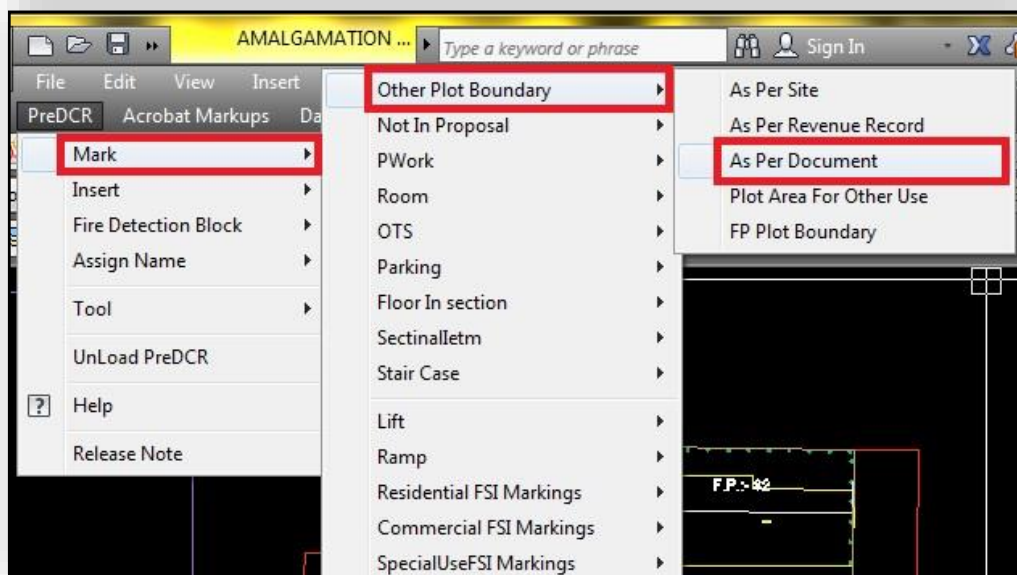 AMALGAMATION ... Type a keyword or phrase Sign In
File Edit View Insert
PreDCR Acrobat Markups Da
Mark
Insert
Fire Detection Block
Assign Name
Tool
UnLoad PreDCR
? Help
Release Note
Other Plot Boundary
Not In Proposal
PWork
Room
OTS
Parking
Floor In section
SectinalIetm
Stair Case
Lift
Ramp
Residential FSI Markings
Commercial FSI Markings
SpecialUseFSI Markings
As Per Site
As Per Revenue Record
As Per Document
Plot Area For Other Use
FP Plot Boundary